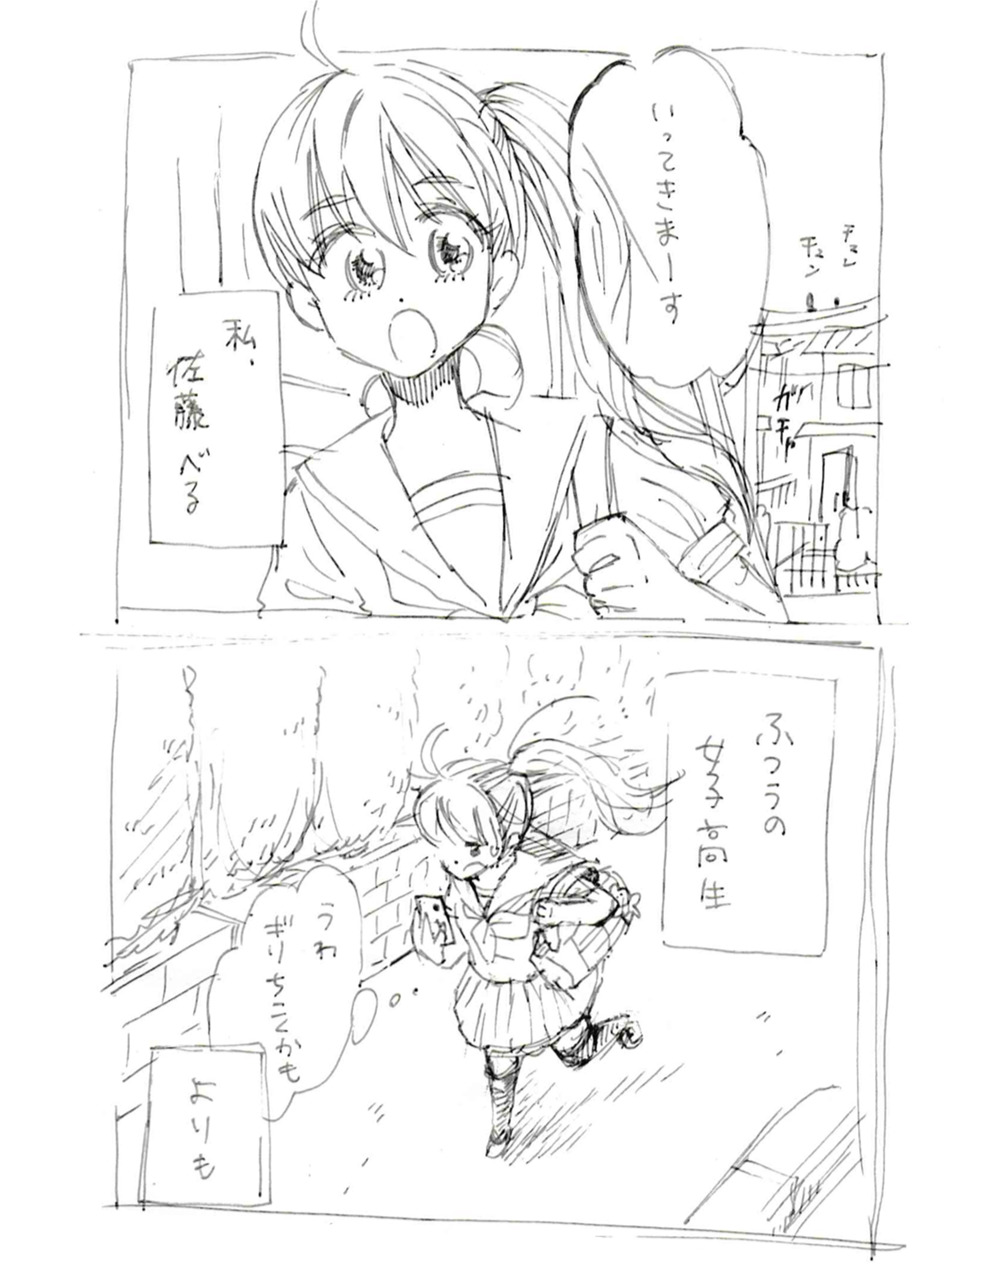 チュン
チュン
ガチャ
いってきまーす
私、
佐藤べる
ふつうの
女子高生
うわ
ギリちこくかも
よりも